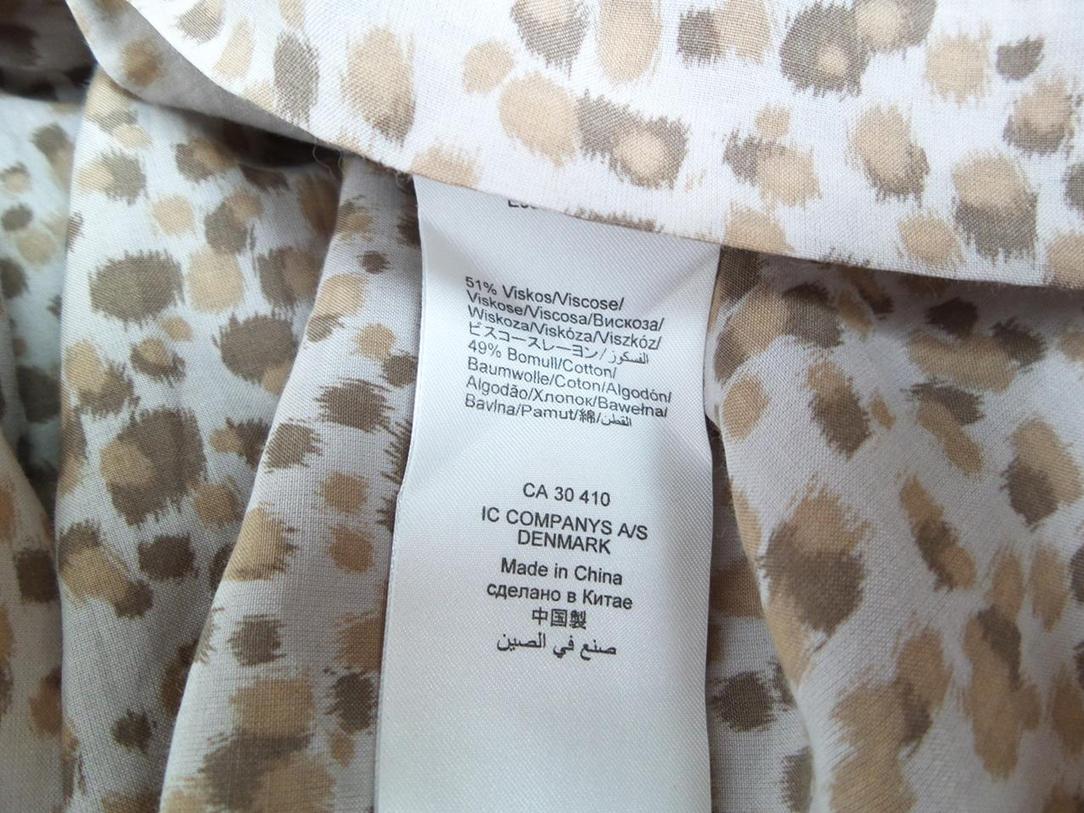 51% Viskos/Viscose/
Viskose/Viscosa/Вискоза/
Wiskoza/Viskóza/Viszkóz/
ビスコースレーヨン/الفسكوز
49% Bomull/Cotton/
Baumwolle/Coton/Algodón/
Algodão/Хлопок/Bawełna/
Bavlna/Pamut/綿/القطن
CA 30 410
IC COMPANYS A/S
DENMARK
Made in China
сделано в Китае
中国製
صنع في الصين